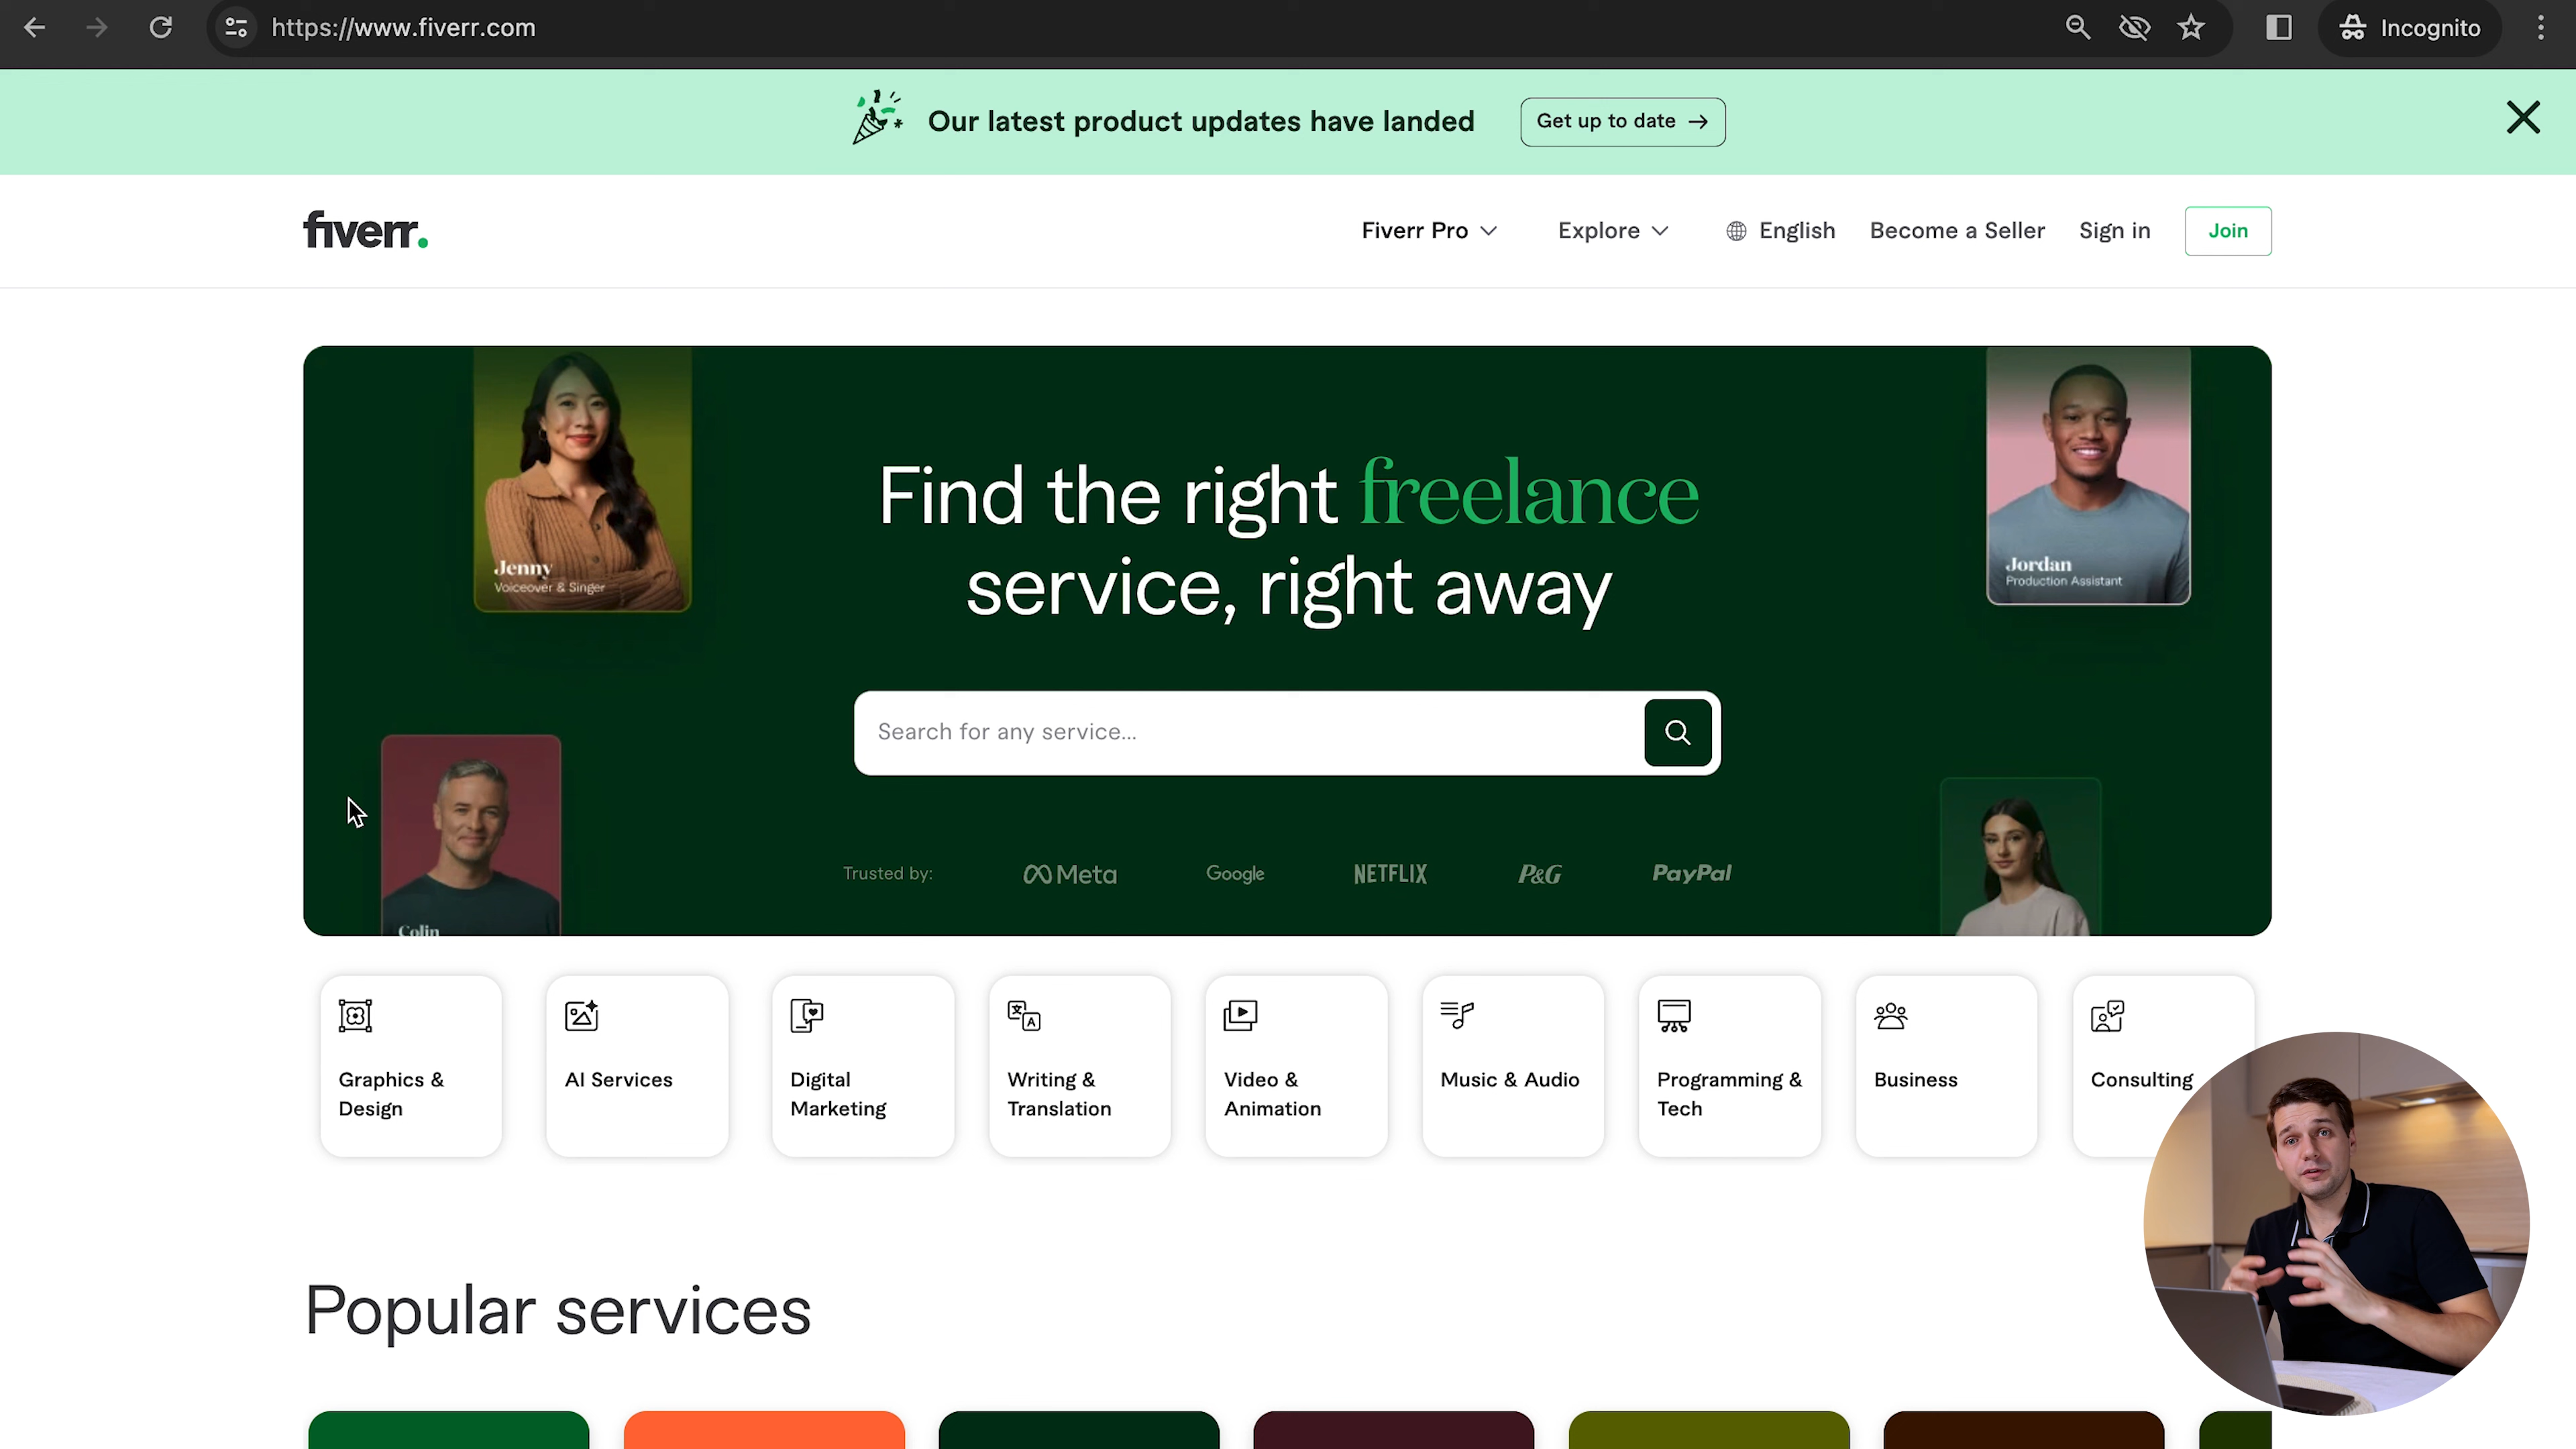 https://www.fiverr.com
Incognito
Our latest product updates have landed
Get up to date →
fiverr.
Fiverr Pro
Explore
English
Become a Seller
Sign in
Join
Jenny
Voiceover & Singer
Jordan
Production Assistant
Find the right freelance
service, right away
Search for any service...
Colin
Trusted by:
Meta
Google
NETFLIX
P&G
PayPal
Graphics &
Design
AI Services
Digital
Marketing
Writing &
Translation
Video &
Animation
Music & Audio
Programming &
Tech
Business
Consulting
Popular services